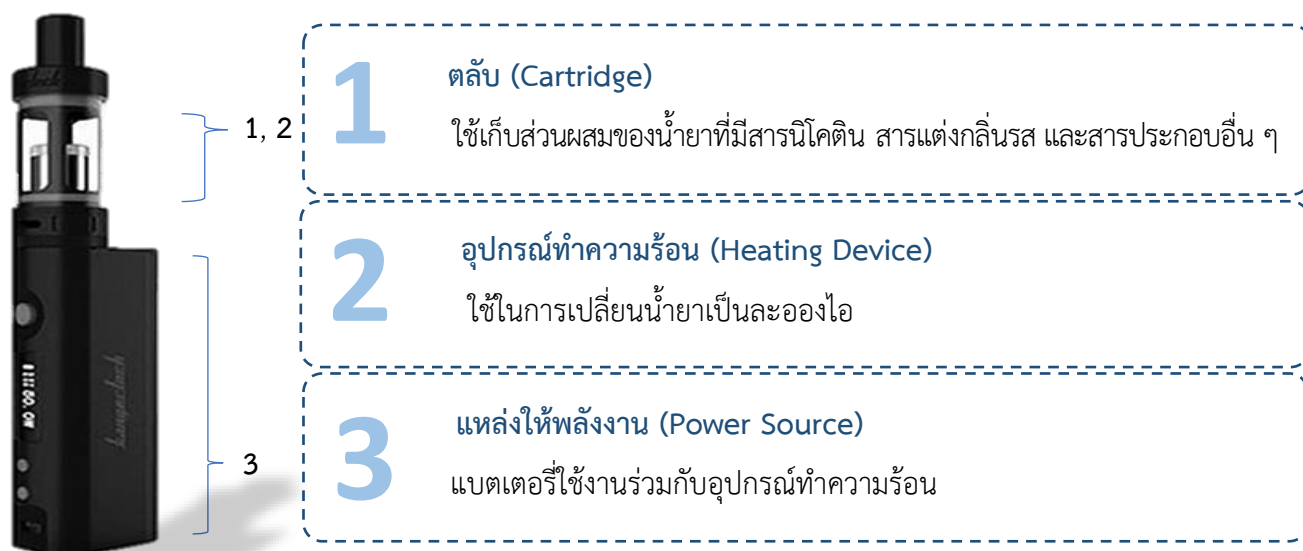 1, 2
3
1
ตลับ (Cartridge)
ใช้เก็บส่วนผสมของน้ำยาที่มีสารนิโคติน สารแต่งกลิ่นรส และสารประกอบอื่น ๆ
2
อุปกรณ์ทำความร้อน (Heating Device)
ใช้ในการเปลี่ยนน้ำยาเป็นละอองไอ
3
แหล่งให้พลังงาน (Power Source)
แบตเตอรี่ใช้งานร่วมกับอุปกรณ์ทำความร้อน